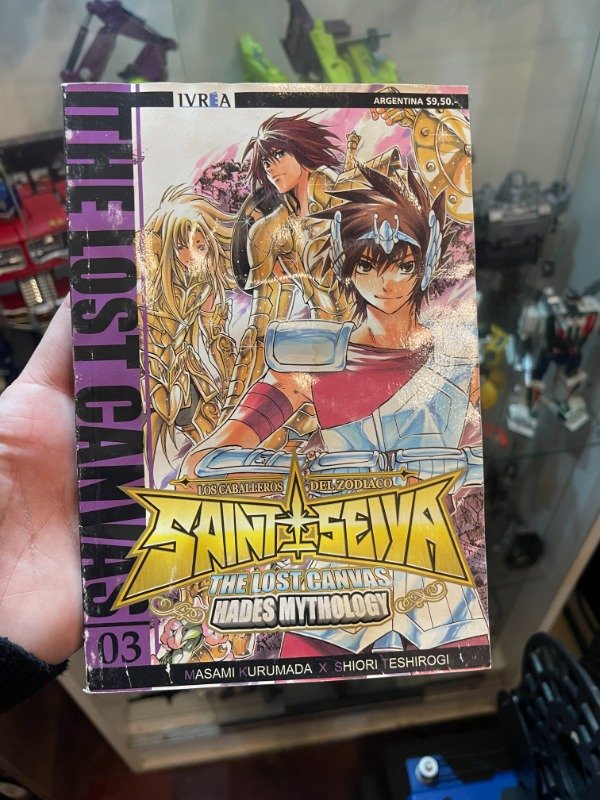 IVREA
ARGENTINA $9,50.-
THE LOST CANVAS
LOS CABALLEROS DEL ZODIACO
SAINT SEIYA
THE LOST CANVAS
HADES MYTHOLOGY
03
MASAMI KURUMADA X SHIORI TESHIROGI